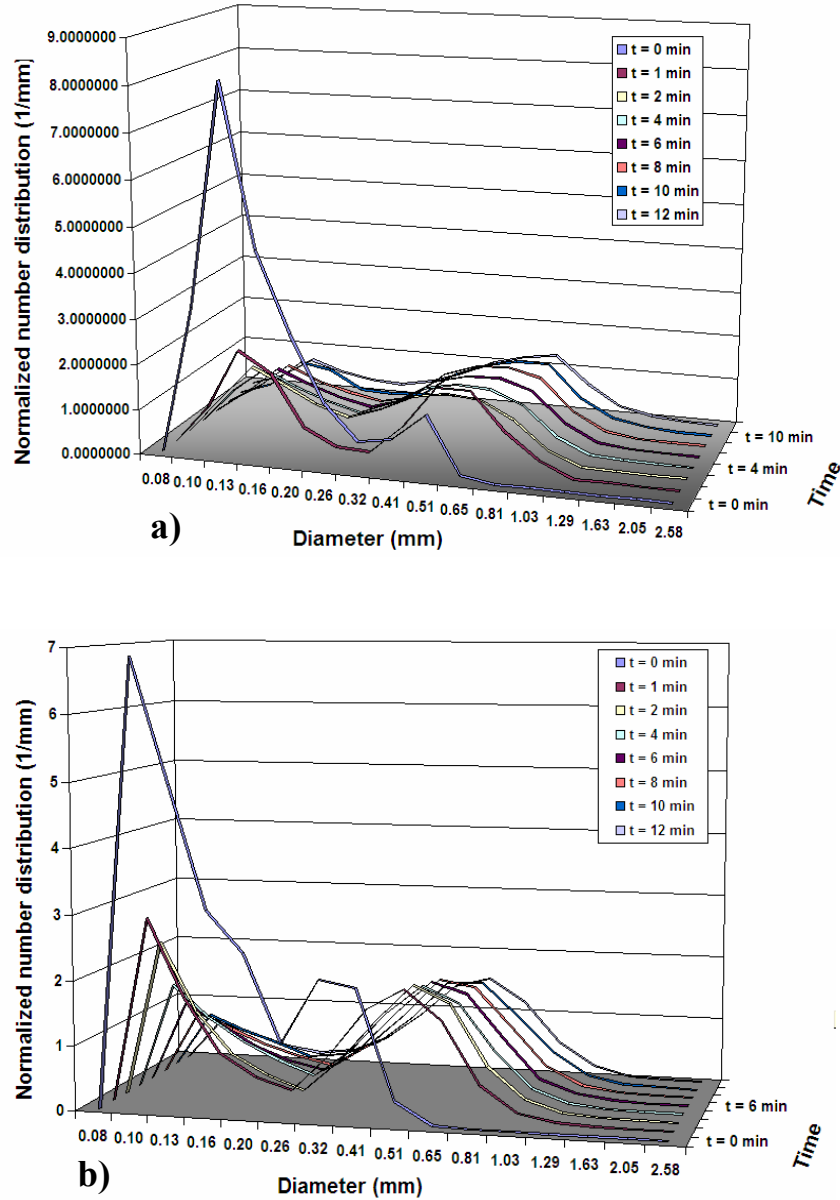 9.0000000
8.0000000
7.0000000
6.0000000
5.0000000
4.0000000
3.0000000
2.0000000
1.0000000
0.0000000
Normalized number distribution (1/mm)
t = 0 min
t = 1 min
t = 2 min
t = 4 min
t = 6 min
t = 8 min
t = 10 min
t = 12 min
t = 10 min
t = 4 min
t = 0 min
Time
0.08 0.10 0.13 0.16 0.20 0.26 0.32 0.41 0.51 0.65 0.81 1.03 1.29 1.63 2.05 2.58
a)
Diameter (mm)
7
6
5
4
3
2
1
0
Normalized number distribution (1/mm)
t = 0 min
t = 1 min
t = 2 min
t = 4 min
t = 6 min
t = 8 min
t = 10 min
t = 12 min
t = 6 min
t = 0 min
Time
0.08 0.10 0.13 0.16 0.20 0.26 0.32 0.41 0.51 0.65 0.81 1.03 1.29 1.63 2.05 2.58
b)
Diameter (mm)